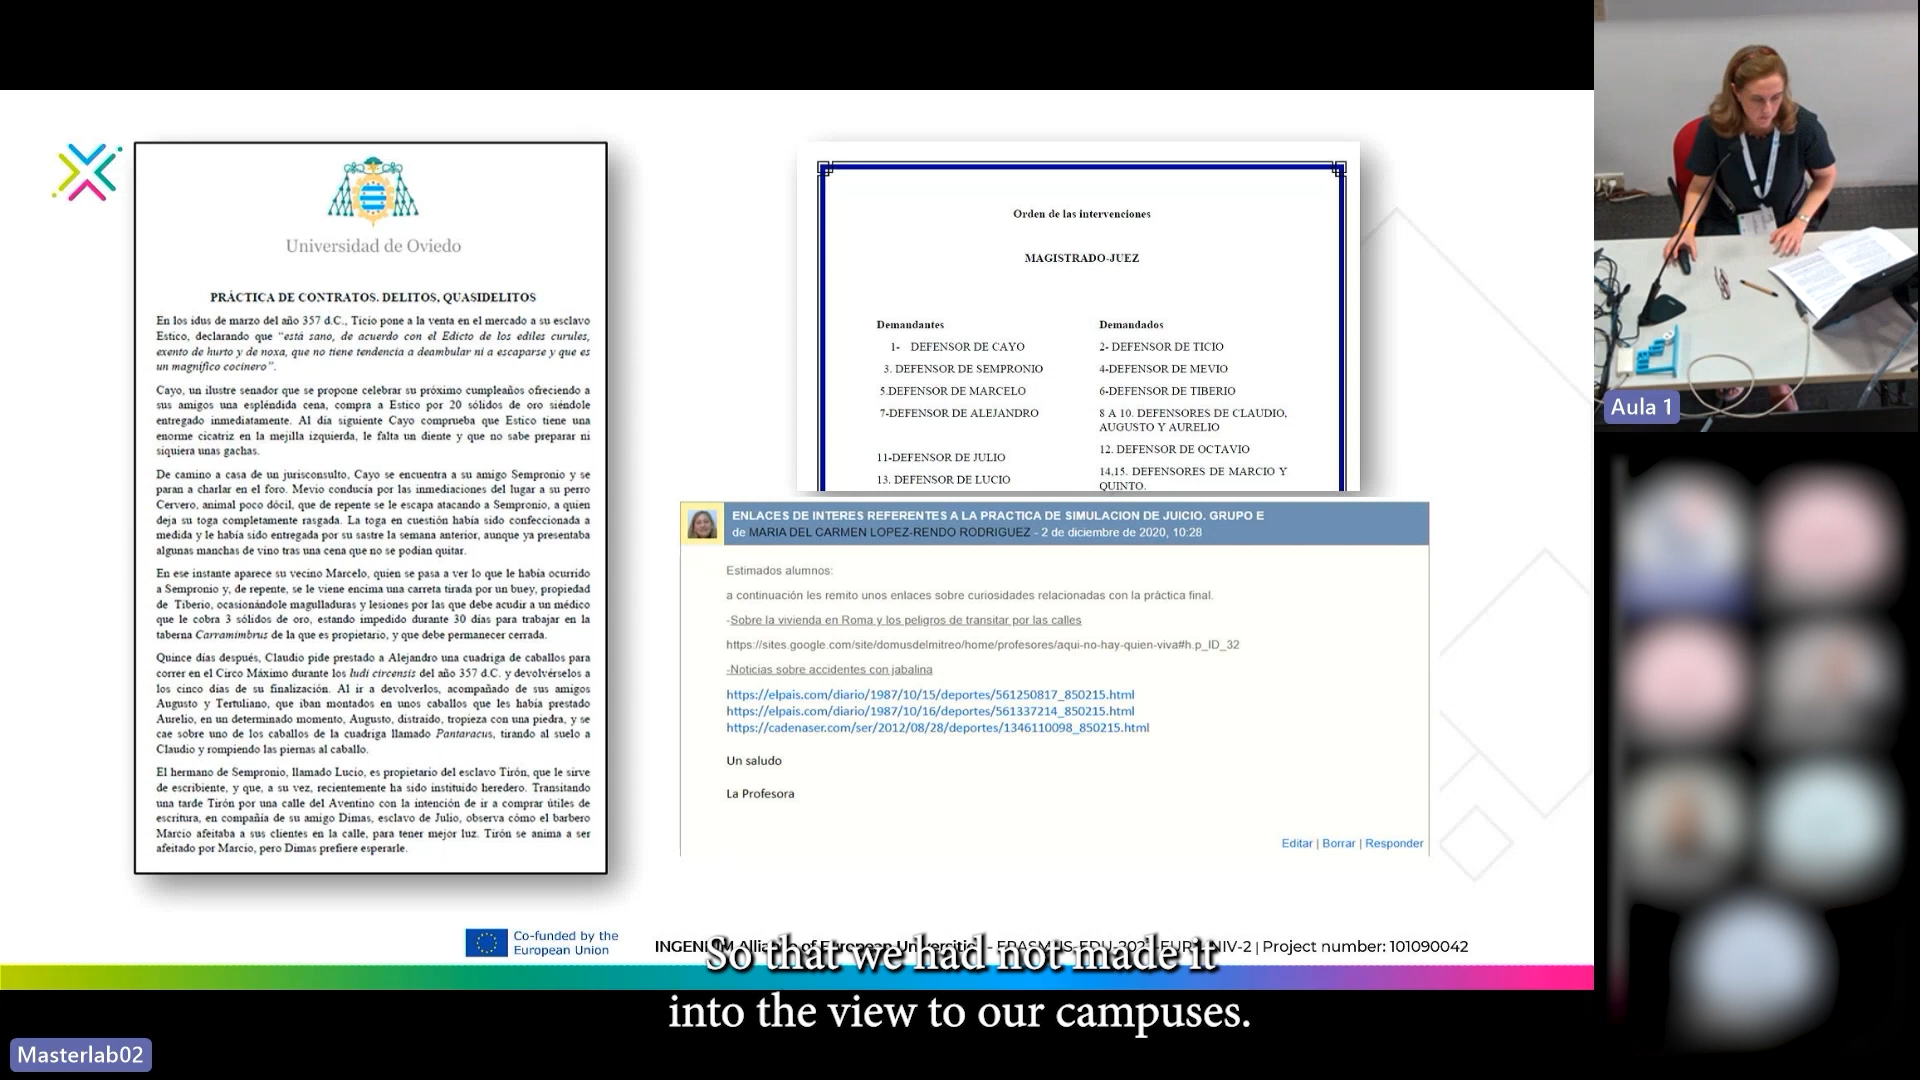 Universidad de Oviedo
PRÁCTICA DE CONTRATOS. DELITOS, QUASIDELITOS
En los idus de marzo del año 357 d.C., Ticio pone a la venta en el mercado a su esclavo
Estico, declarando que "está sano, de acuerdo con el Edicto de los ediles curules,
exento de hurto y de noxa, que no tiene tendencia a deambular ni a escaparse y que es
un magnífico cocinero".
Cayo, un ilustre senador que se propone celebrar su próximo cumpleaños ofreciendo a
sus amigos una espléndida cena, compra a Estico por 20 sólidos de oro siéndole
entregado inmediatamente. Al día siguiente Cayo comprueba que Estico tiene una
enorme cicatriz en la mejilla izquierda, le falta un diente y que no sabe preparar ni
siquiera unas gachas.
De camino a casa de un jurisconsulto, Cayo se encuentra a su amigo Sempronio y se
paran a charlar en el foro. Mevio conducía por las inmediaciones del lugar a su perro
Cervero, animal poco dócil, que de repente se le escapa atacando a Sempronio, a quien
deja su toga completamente rasgada. La toga en cuestión había sido confeccionada a
medida y le había sido entregada por su sastre la semana anterior, aunque ya presentaba
algunas manchas de vino tras una cena que no se podían quitar.
En ese instante aparece su vecino Marcelo, quien se pasa a ver lo que le había ocurrido
a Sempronio y, de repente, se le viene encima una carreta tirada por un buey, propiedad
de Tiberio, ocasionándole magulladuras y lesiones por las que debe acudir a un médico
que le cobra 3 sólidos de oro, estando impedido durante 30 días para trabajar en la
taberna Carramimbrus de la que es propietario, y que debe permanecer cerrada.
Quince días después, Claudio pide prestado a Alejandro una cuadriga de caballos para
correr en el Circo Máximo durante los ludi circensis del año 357 d.C. y devolvérselos a
los cinco días de su finalización. Al ir a devolverlos, acompañado de sus amigos
Augusto y Tertuliano, que iban montados en unos caballos que les había prestado
Aurelio, en un determinado momento, Augusto, distraído, tropieza con una piedra, y se
cae sobre uno de los caballos de la cuadriga llamado Pantaracus, tirando al suelo a
Claudio y rompiendo las piernas al caballo.
El hermano de Sempronio, llamado Lucio, es propietario del esclavo Tirón, que le sirve
de escribiente, y que, a su vez, recientemente ha sido instituido heredero. Transitando
una tarde Tirón por una calle del Aventino con la intención de ir a comprar útiles de
escritura, en compañía de su amigo Dimas, esclavo de Julio, observa cómo el barbero
Marcio afeitaba a sus clientes en la calle, para tener mejor luz. Tirón se anima a ser
afeitado por Marcio, pero Dimas prefiere esperarle.
Orden de las intervenciones
MAGISTRADO-JUEZ
Demandantes
1- DEFENSOR DE CAYO
3. DEFENSOR DE SEMPRONIO
5.DEFENSOR DE MARCELO
7-DEFENSOR DE ALEJANDRO
11-DEFENSOR DE JULIO
13. DEFENSOR DE LUCIO
Demandados
2- DEFENSOR DE TICIO
4-DEFENSOR DE MEVIO
6-DEFENSOR DE TIBERIO
8 A 10. DEFENSORES DE CLAUDIO,
AUGUSTO Y AURELIO
12. DEFENSOR DE OCTAVIO
14,15. DEFENSORES DE MARCIO Y
QUINTO.
ENLACES DE INTERES REFERENTES A LA PRACTICA DE SIMULACION DE JUICIO. GRUPO E
de MARIA DEL CARMEN LOPEZ-RENDO RODRIGUEZ - 2 de diciembre de 2020, 10:28
Estimados alumnos:
a continuación les remito unos enlaces sobre curiosidades relacionadas con la práctica final.
-Sobre la vivienda en Roma y los peligros de transitar por las calles
https://sites.google.com/site/domusdelmitreo/home/profesores/aqui-no-hay-quien-viva#h.p_ID_32
-Noticias sobre accidentes con jabalina
https://elpais.com/diario/1987/10/15/deportes/561250817_850215.html
https://elpais.com/diario/1987/10/16/deportes/561337214_850215.html
https://cadenaser.com/ser/2012/08/28/deportes/1346110098_850215.html
Un saludo
La Profesora
Editar | Borrar | Responder
Co-funded by the
European Union
INGENIUM Alliance of European Universities - ERASMUS-EDU-2022-EUR-UNIV-2 | Project number: 101090042
So that we had not made it
into the view to our campuses.
Aula 1
Masterlab02